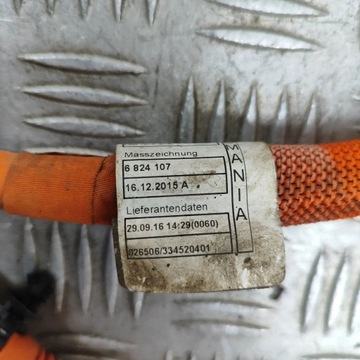 Masszeichnung
6 824 107
16.12.2015 A
Lieferantendaten
29.09.16 14:29(0060)
026506/334520401
MANIA